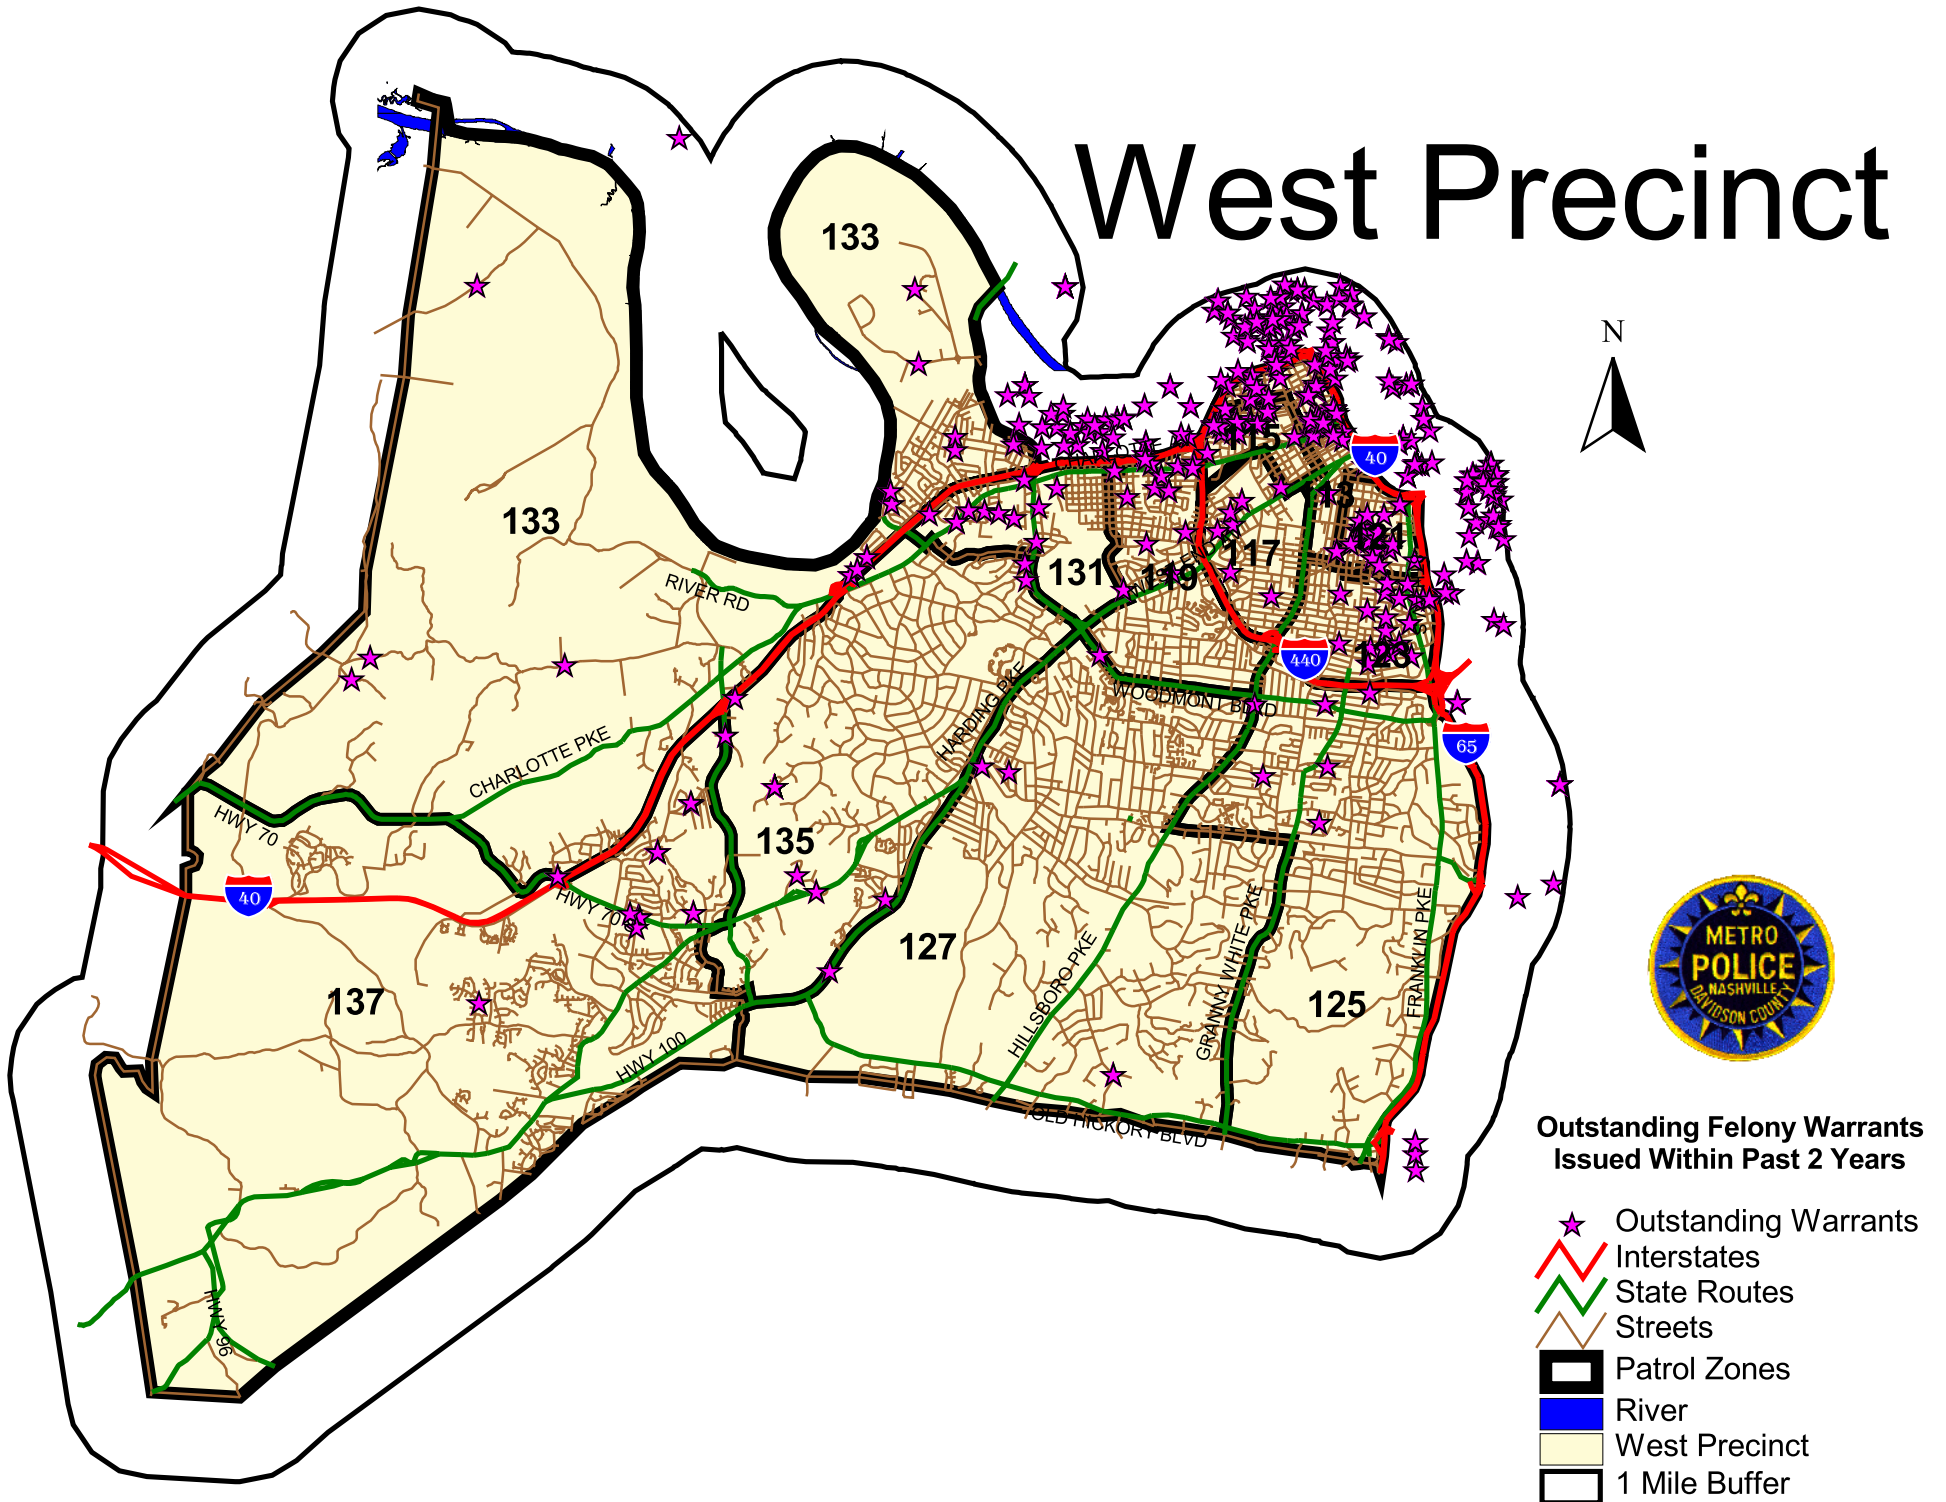 West Precinct
133
N
115
40
133
13
121
131
119
117
RIVER RD
123
440
HARDING PKE
WOODMONT BLVD
65
CHARLOTTE PKE
HWY 70
135
40
HWY 70
127
HILLSBORO PKE
GRANNY WHITE PKE
FRANKLIN PKE
METRO
POLICE
NASHVILLE
DAVIDSON COUNTY
137
125
HWY 100
OLD HICKORY BLVD
HWY 96
Outstanding Felony Warrants
Issued Within Past 2 Years
Outstanding Warrants
Interstates
State Routes
Streets
Patrol Zones
River
West Precinct
1 Mile Buffer